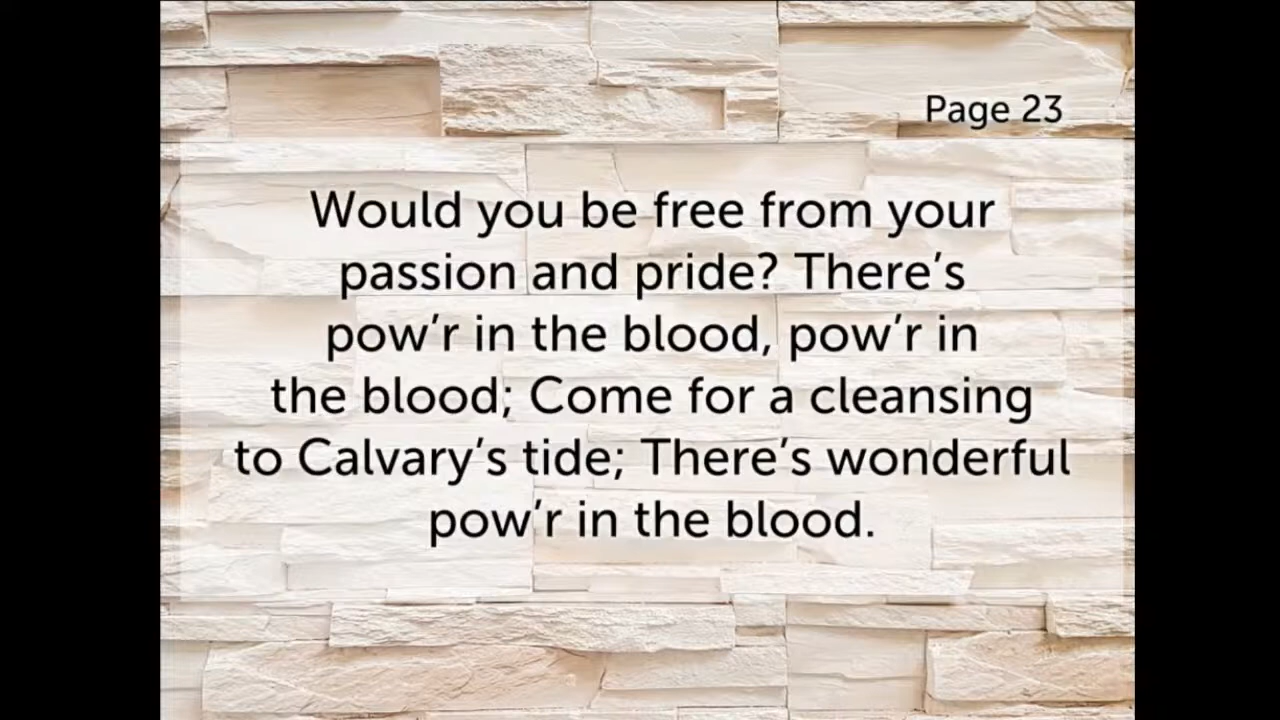 Page 23
Would you be free from your
passion and pride? There’s
pow’r in the blood, pow’r in
the blood; Come for a cleansing
to Calvary’s tide; There’s wonderful
pow’r in the blood.